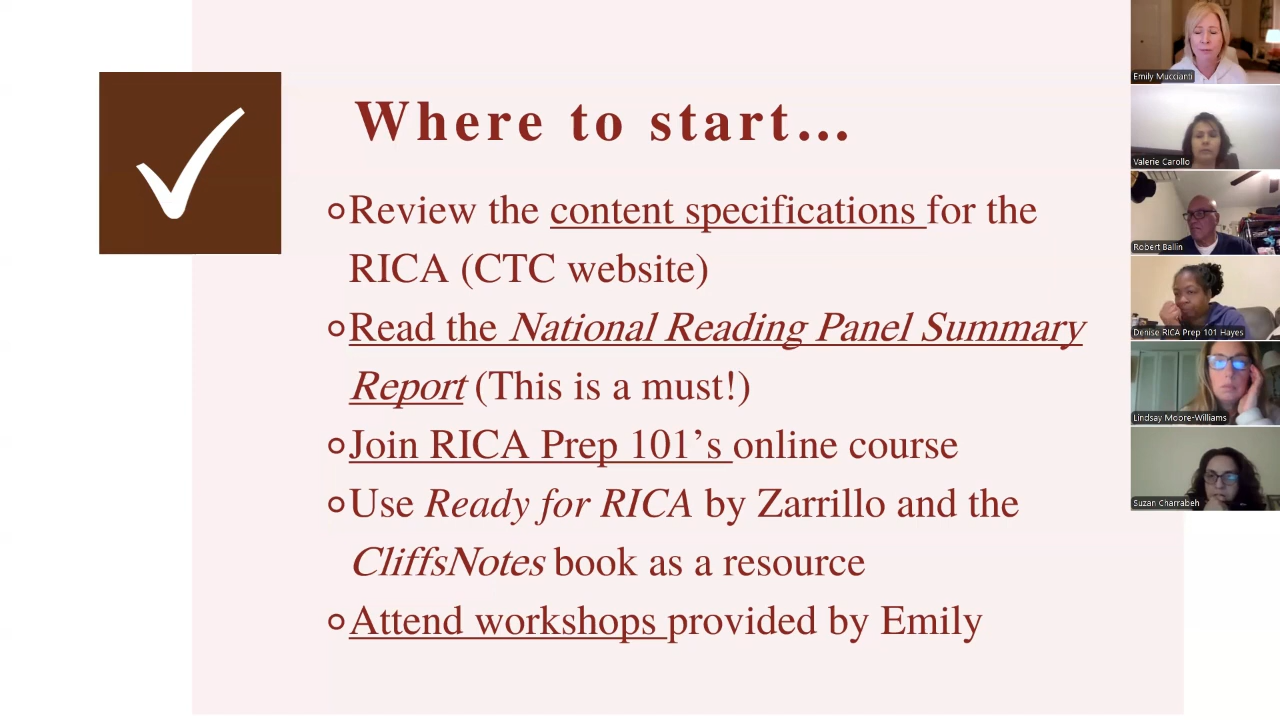 Where to start...
Review the content specifications for the
RICA (CTC website)
Read the National Reading Panel Summary
Report (This is a must!)
Join RICA Prep 101’s online course
Use Ready for RICA by Zarrillo and the
CliffsNotes book as a resource
Attend workshops provided by Emily
Emily Muccianti
Valerie Carollo
Robert Ballin
Denise RICA Prep 101 Hayes
Lindsay Moore-Williams
Suzan Charrabeh